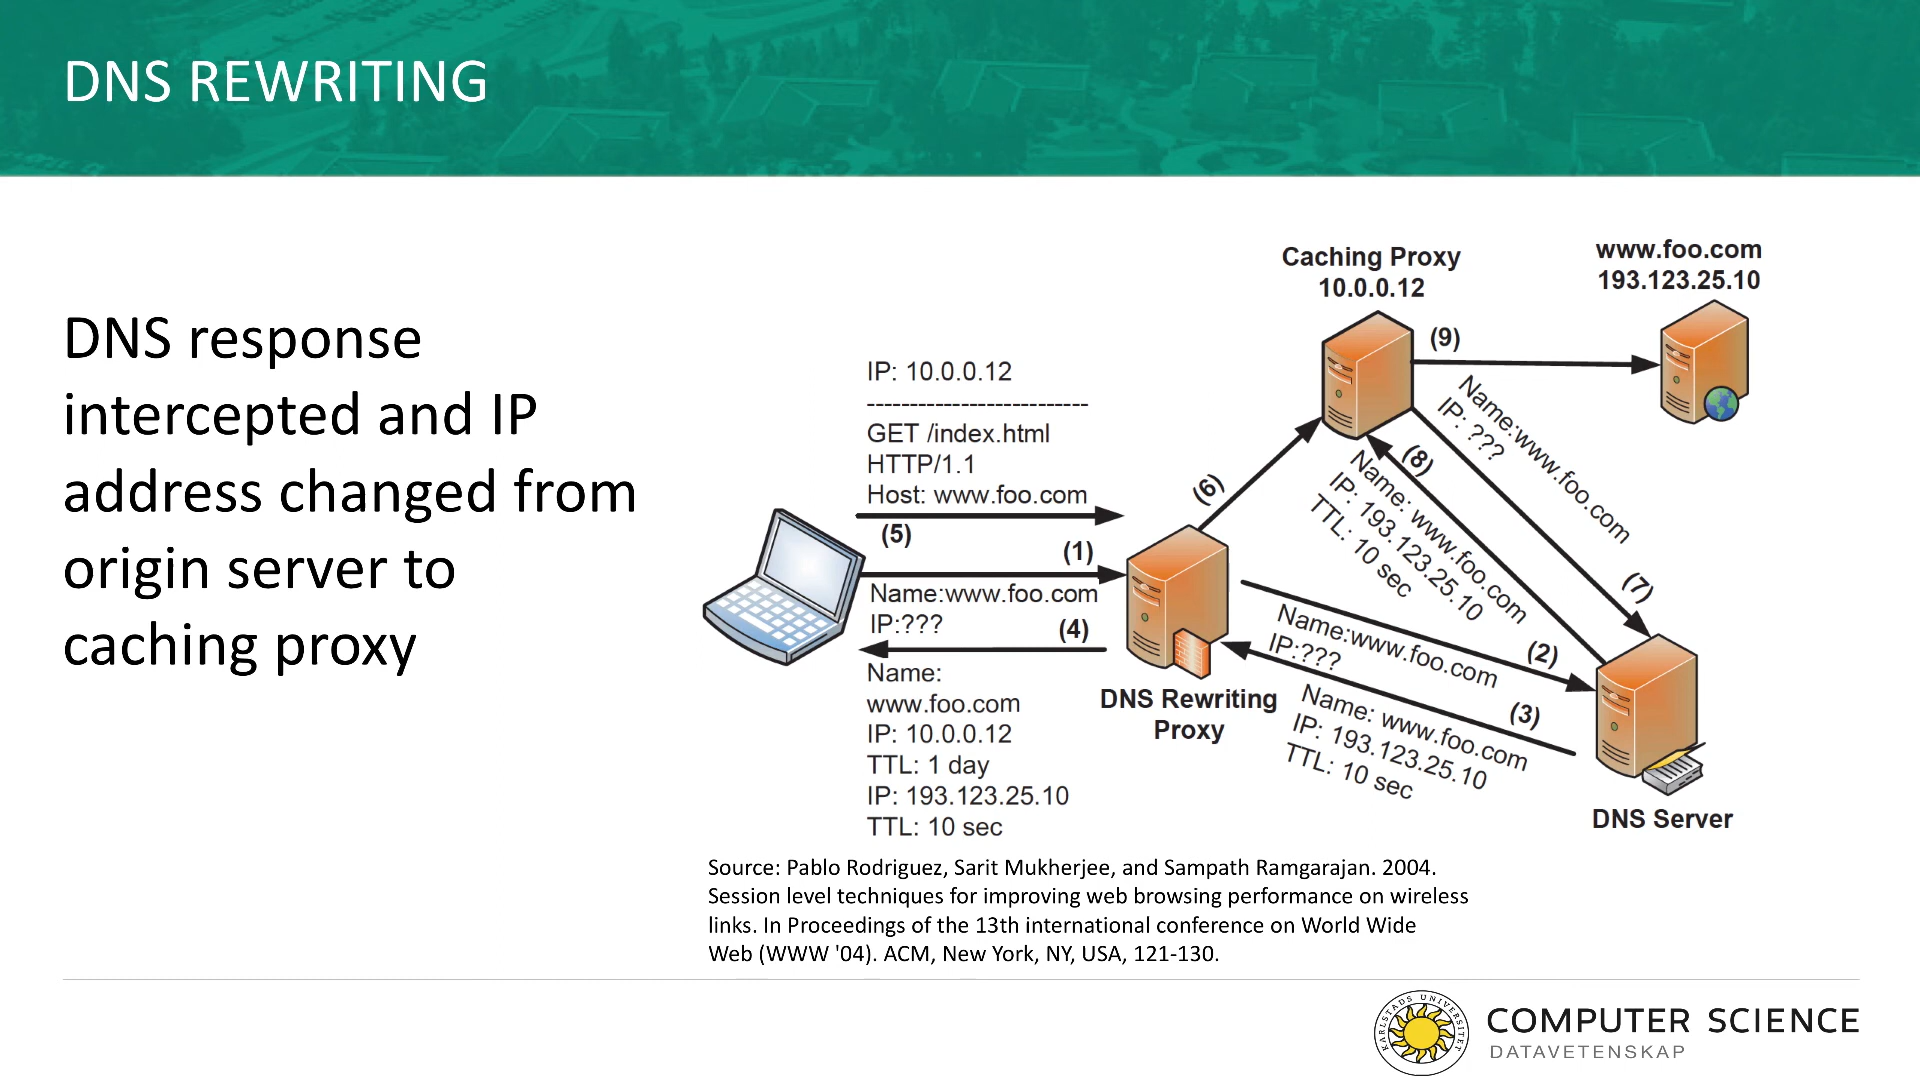 DNS REWRITING
DNS response
intercepted and IP
address changed from
origin server to
caching proxy
Caching Proxy
10.0.0.12
www.foo.com
193.123.25.10
IP: 10.0.0.12
--------------------------
GET /index.html
HTTP/1.1
Host: www.foo.com
(5)
(1)
Name:www.foo.com
IP:???
(4)
Name:
www.foo.com
IP: 10.0.0.12
TTL: 1 day
IP: 193.123.25.10
TTL: 10 sec
DNS Rewriting
Proxy
(6)
(9)
Name:www.foo.com
IP: ???
(7)
(8)
Name: www.foo.com
IP: 193.123.25.10
TTL: 10 sec
Name:www.foo.com
IP:???
(2)
(3)
Name: www.foo.com
IP: 193.123.25.10
TTL: 10 sec
DNS Server
Source: Pablo Rodriguez, Sarit Mukherjee, and Sampath Ramgarajan. 2004.
Session level techniques for improving web browsing performance on wireless
links. In Proceedings of the 13th international conference on World Wide
Web (WWW '04). ACM, New York, NY, USA, 121-130.
KARLSTADS UNIVERSITET
COMPUTER SCIENCE
DATAVETENSKAP